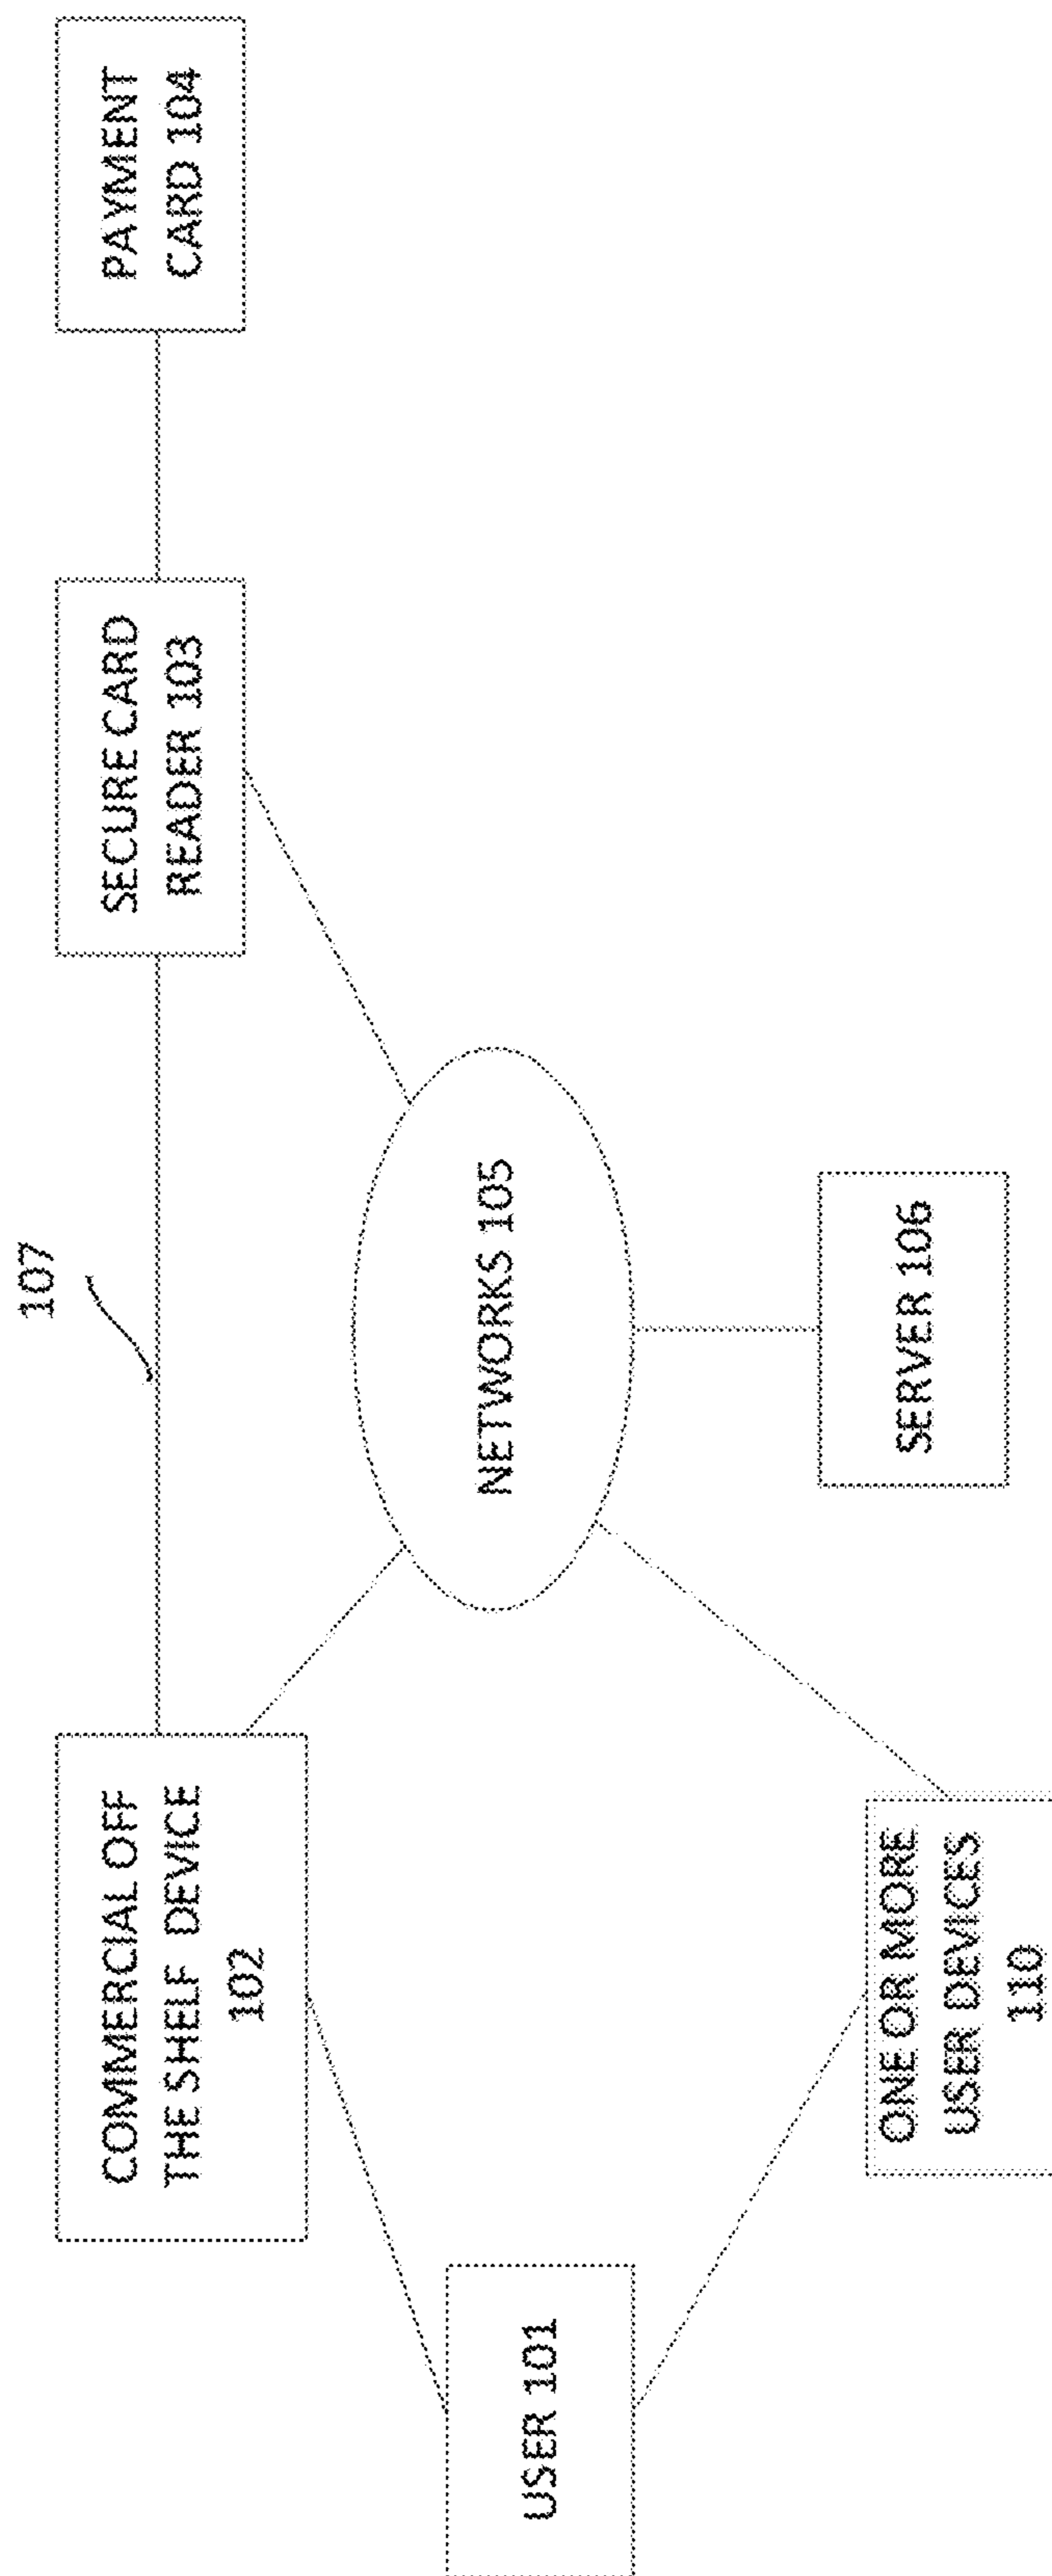 107
COMMERCIAL OFF
THE SHELF DEVICE
102
SECURE CARD
READER 103
PAYMENT
CARD 104
NETWORKS 105
USER 101
SERVER 106
ONE OR MORE
USER DEVICES
110